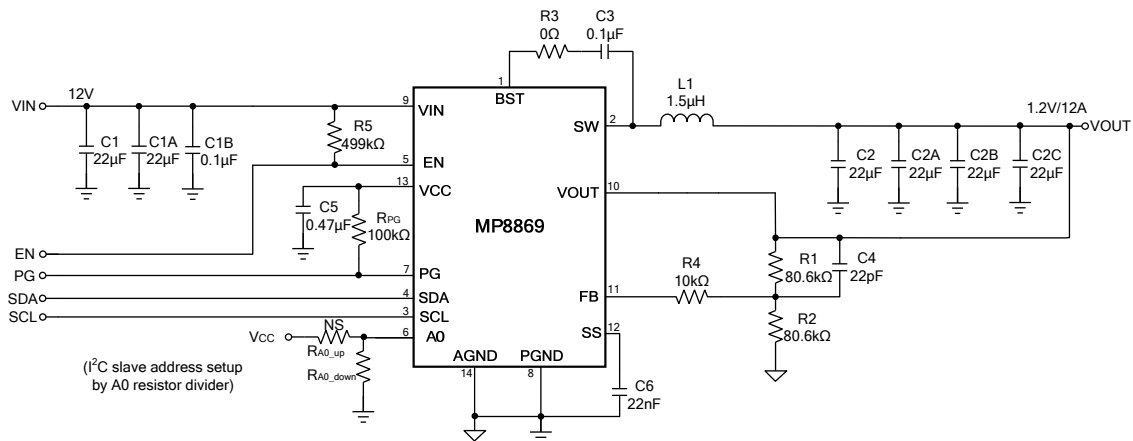 R3
0Ω
C3
0.1µF
1
BST
12V
VIN
9
VIN
C1
22µF
C1A
22µF
C1B
0.1µF
R5
499kΩ
5
EN
13
VCC
C5
0.47µF
RPG
100kΩ
MP8869
SW
2
L1
1.5µH
1.2V/12A
VOUT
C2
22µF
C2A
22µF
C2B
22µF
C2C
22µF
VOUT
10
R1
80.6kΩ
C4
22pF
R4
10kΩ
FB
11
R2
80.6kΩ
SS
12
C6
22nF
EN
PG
7
PG
SDA
4
SDA
SCL
3
SCL
VCC
NS
6
A0
RA0_up
RA0_down
AGND
14
PGND
8
(I²C slave address setup
by A0 resistor divider)